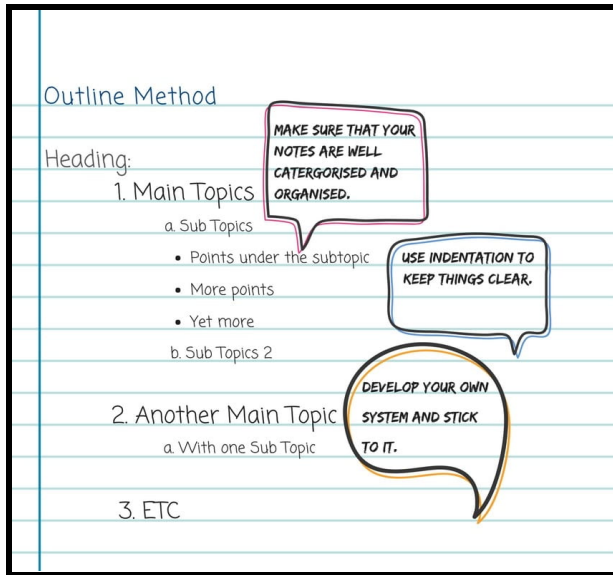 Outline Method
Heading:
1. Main Topics
a. Sub Topics
• Points under the subtopic
• More points
• Yet more
b. Sub Topics 2
2. Another Main Topic
a. With one Sub Topic
3. ETC
MAKE SURE THAT YOUR
NOTES ARE WELL
CATERGORISED AND
ORGANISED.
USE INDENTATION TO
KEEP THINGS CLEAR.
DEVELOP YOUR OWN
SYSTEM AND STICK
TO IT.